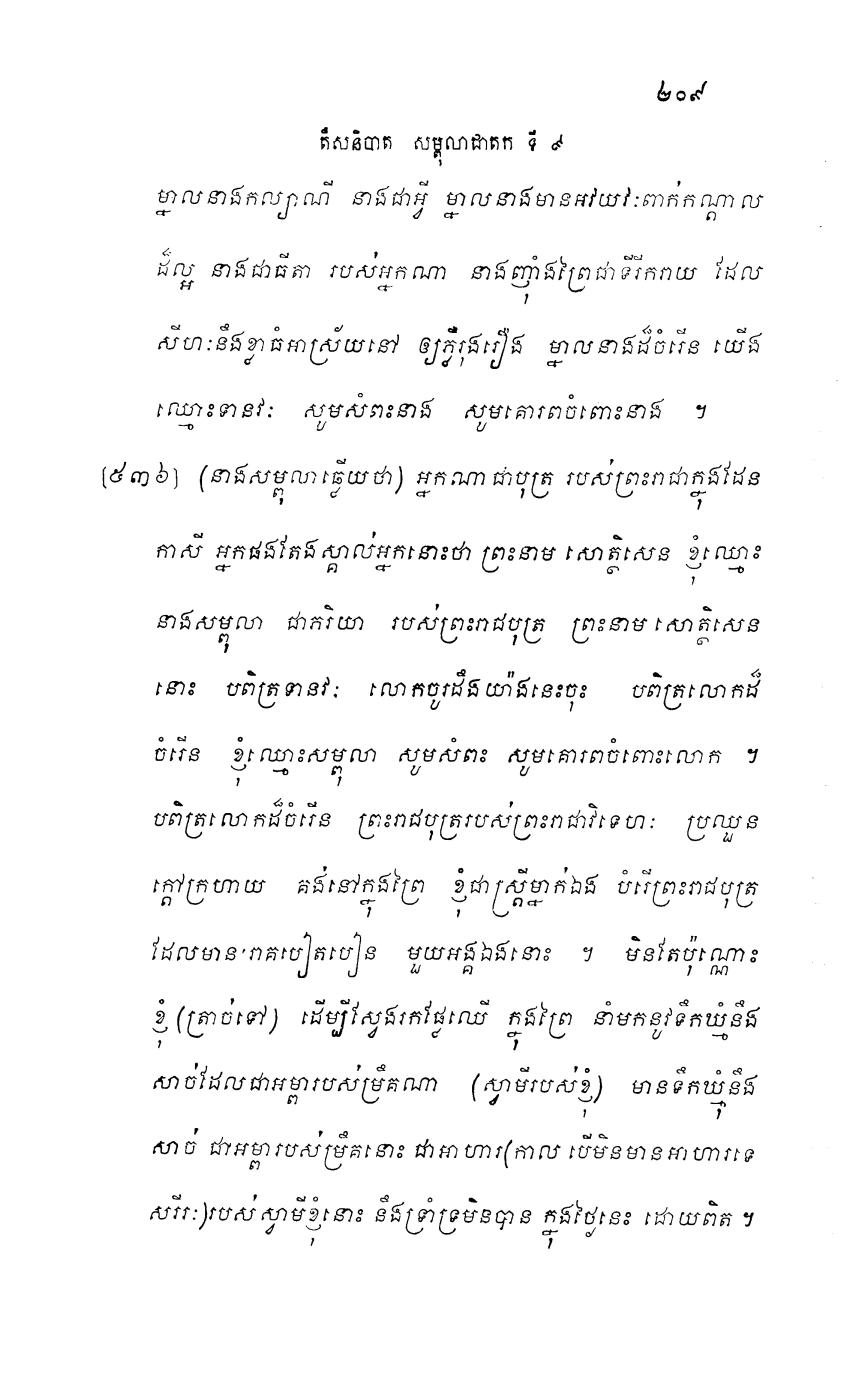 ២០៩
តឹសនិបាត សម្ពុលាជាតក ទី ៩
ម្នាលនាងកល្យាណី នាងជាអ្វី ម្នាលនាងមានអវយវៈពាក់កណ្តាល
ដ៏ល្អ នាងជាធីតា របស់អ្នកណា នាងញ៉ាំងព្រៃជាទីរីករាយ ដែល
សីហៈនឹងខ្លាធំអាស្រ័យនៅ ឲ្យភ្លឺរុងរឿង ម្នាលនាងដ៏ចំរើន យើង
ឈ្មោះទានវៈ សូមសំពះនាង សូមគោរពចំពោះនាង ។
[៥៣៦] (នាងសម្ពុលាឆ្លើយថា) អ្នកណាជាបុត្រ របស់ព្រះរាជាក្នុងដែន
កាសី អ្នកផងតែងស្គាល់អ្នកនោះថា ព្រះនាម សោត្ថិសេន ខ្ញុំឈ្មោះ
នាងសម្ពុលា ជាភរិយា របស់ព្រះរាជបុត្រ ព្រះនាម សោត្ថិសេន
នោះ បពិត្រទានវៈ លោកចូរដឹងយ៉ាងនេះចុះ បពិត្រលោកដ៏
ចំរើន ខ្ញុំឈ្មោះសម្ពុលា សូមសំពះ សូមគោរពចំពោះលោក ។
បពិត្រលោកដ៏ចំរើន ព្រះរាជបុត្ររបស់ព្រះរាជាវិទេហៈ ប្រឈួន
ក្តៅក្រហាយ គង់នៅក្នុងព្រៃ ខ្ញុំជាស្ត្រីម្នាក់ឯង បំរើព្រះរាជបុត្រ
ដែលមានរោគបៀតបៀន មួយអង្គឯងនោះ ។ មិនតែប៉ុណ្ណោះ
ខ្ញុំ (ត្រាច់ទៅ) ដើម្បីស្វែងរកផ្លែឈើ ក្នុងព្រៃ នាំមកនូវទឹកឃ្មុំនឹង
សាច់ដែលជាអម្ពារបស់ម្រឹគណា (ស្វាមីរបស់ខ្ញុំ) មានទឹកឃ្មុំនឹង
សាច់ ជាអម្ពារបស់ម្រឹគនោះ ជាអាហារ(កាល បើមិនមានអាហារទេ
សរីរៈ)របស់ស្វាមីខ្ញុំនោះ នឹងទ្រាំទ្រមិនបាន ក្នុងថ្ងៃនេះ ដោយពិត ។